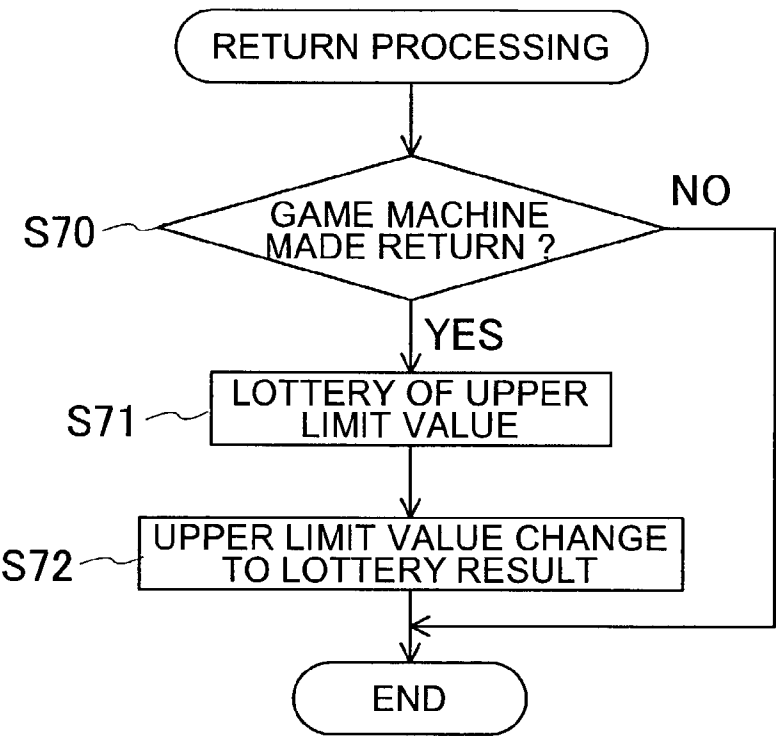 RETURN PROCESSING
NO
S70
GAME MACHINE
MADE RETURN ?
YES
S71
LOTTERY OF UPPER
LIMIT VALUE
S72
UPPER LIMIT VALUE CHANGE
TO LOTTERY RESULT
END